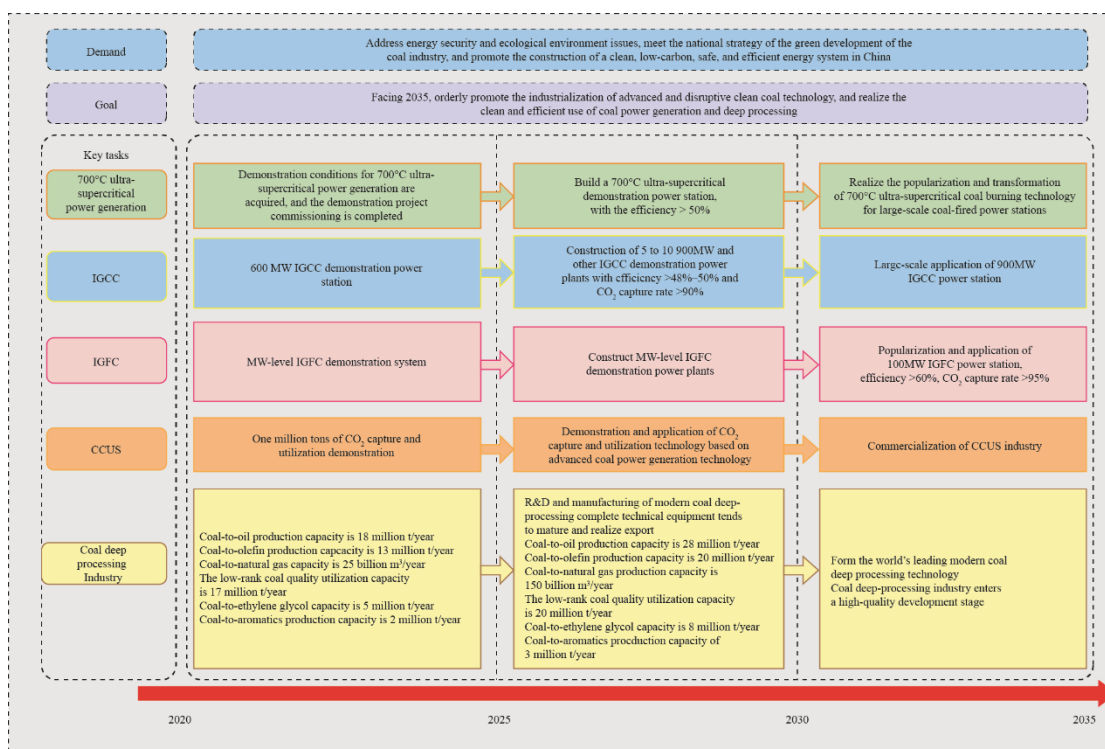 Demand
Address energy security and ecological environment issues, meet the national strategy of the green development of the
coal industry, and promote the construction of a clean, low-carbon, safe, and efficient energy system in China
Goal
Facing 2035, orderly promote the industrialization of advanced and disruptive clean coal technology, and realize the
clean and efficient use of coal power generation and deep processing
Key tasks
700°C ultra-
supercritical
power generation
Demonstration conditions for 700°C ultra-
supercritical power generation are
acquired, and the demonstration project
commissioning is completed
Build a 700°C ultra-supercritical
demonstration power station,
with the efficiency > 50%
Realize the popularization and transformation
of 700°C ultra-supercritical coal burning technology
for large-scale coal-fired power stations
IGCC
600 MW IGCC demonstration power
station
Construction of 5 to 10 900MW and
other IGCC demonstration power
plants with efficiency >48%–50% and
CO₂ capture rate >90%
Large-scale application of 900MW
IGCC power station
IGFC
MW-level IGFC demonstration system
Construct MW-level IGFC
demonstration power plants
Popularization and application of
100MW IGFC power station,
efficiency >60%, CO₂ capture rate >95%
CCUS
One million tons of CO₂ capture and
utilization demonstration
Demonstration and application of CO₂
capture and utilization technology based on
advanced coal power generation technology
Commercialization of CCUS industry
Coal deep
processing
Industry
Coal-to-oil production capacity is 18 million t/year
Coal-to-olefin production capcacity is 13 million t/year
Coal-to-natural gas capacity is 25 billion m³/year
The low-rank coal quality utilization capacity
is 17 million t/year
Coal-to-ethylene glycol capacity is 5 million t/year
Coal-to-aromatics production capacity is 2 million t/year
R&D and manufacturing of modern coal deep-
processing complete technical equipment tends
to mature and realize export
Coal-to-oil production capacity is 28 million t/year
Coal-to-olefin production capacity is 20 million t/year
Coal-to-natural gas production capacity is
150 billion m³/year
The low-rank coal quality utilization capacity
is 20 million t/year
Coal-to-ethylene glycol capacity is 8 million t/year
Coal-to-aromatics procduction capacity of
3 million t/year
Form the world's leading modern coal
deep processing technology
Coal deep-processing industry enters
a high-quality development stage
2020
2025
2030
2035